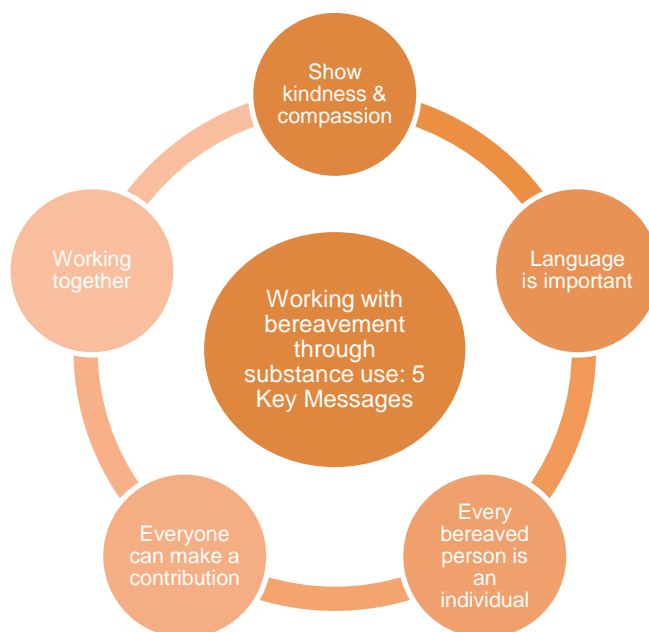 Show
kindness &
compassion
Language
is important
Every
bereaved
person is
an
individual
Everyone
can make a
contribution
Working
together
Working with
bereavement
through
substance use: 5
Key Messages